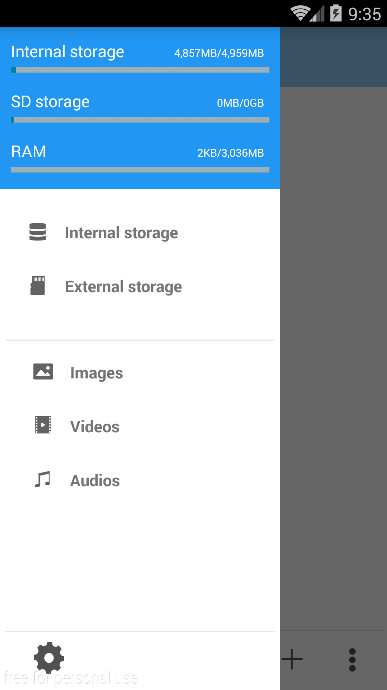 9:35
Internal storage 4,857MB/4,959MB
SD storage 0MB/0GB
RAM 2KB/3,036MB
Internal storage
External storage
Images
Videos
Audios
free for personal use